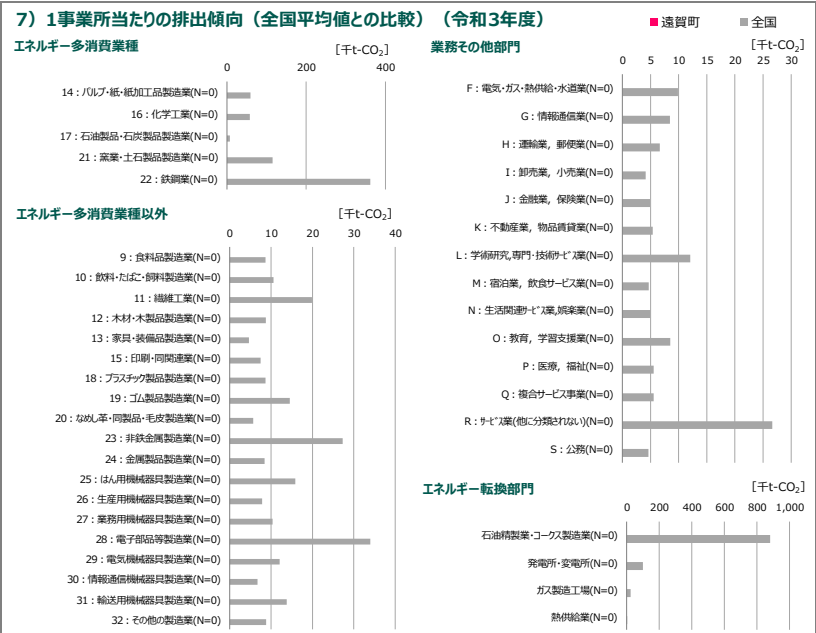 7）1事業所当たりの排出傾向（全国平均値との比較）（令和3年度）
■遠賀町 ■全国
エネルギー多消費業種
［千t-CO₂］
0 200 400
14：パルプ・紙・紙加工品製造業(N=0)
16：化学工業(N=0)
17：石油製品・石炭製品製造業(N=0)
21：窯業・土石製品製造業(N=0)
22：鉄鋼業(N=0)
エネルギー多消費業種以外
［千t-CO₂］
0 10 20 30 40
9：食料品製造業(N=0)
10：飲料・たばこ・飼料製造業(N=0)
11：繊維工業(N=0)
12：木材・木製品製造業(N=0)
13：家具・装備品製造業(N=0)
15：印刷・同関連業(N=0)
18：プラスチック製品製造業(N=0)
19：ゴム製品製造業(N=0)
20：なめし革・同製品・毛皮製造業(N=0)
23：非鉄金属製造業(N=0)
24：金属製品製造業(N=0)
25：はん用機械器具製造業(N=0)
26：生産用機械器具製造業(N=0)
27：業務用機械器具製造業(N=0)
28：電子部品等製造業(N=0)
29：電気機械器具製造業(N=0)
30：情報通信機械器具製造業(N=0)
31：輸送用機械器具製造業(N=0)
32：その他の製造業(N=0)
業務その他部門
［千t-CO₂］
0 5 10 15 20 25 30
F：電気・ガス・熱供給・水道業(N=0)
G：情報通信業(N=0)
H：運輸業，郵便業(N=0)
I：卸売業，小売業(N=0)
J：金融業，保険業(N=0)
K：不動産業，物品賃貸業(N=0)
L：学術研究,専門・技術サービス業(N=0)
M：宿泊業，飲食サービス業(N=0)
N：生活関連サービス業,娯楽業(N=0)
O：教育，学習支援業(N=0)
P：医療，福祉(N=0)
Q：複合サービス事業(N=0)
R：サービス業(他に分類されない)(N=0)
S：公務(N=0)
エネルギー転換部門
［千t-CO₂］
0 200 400 600 800 1,000
石油精製業・コークス製造業(N=0)
発電所・変電所(N=0)
ガス製造工場(N=0)
熱供給業(N=0)